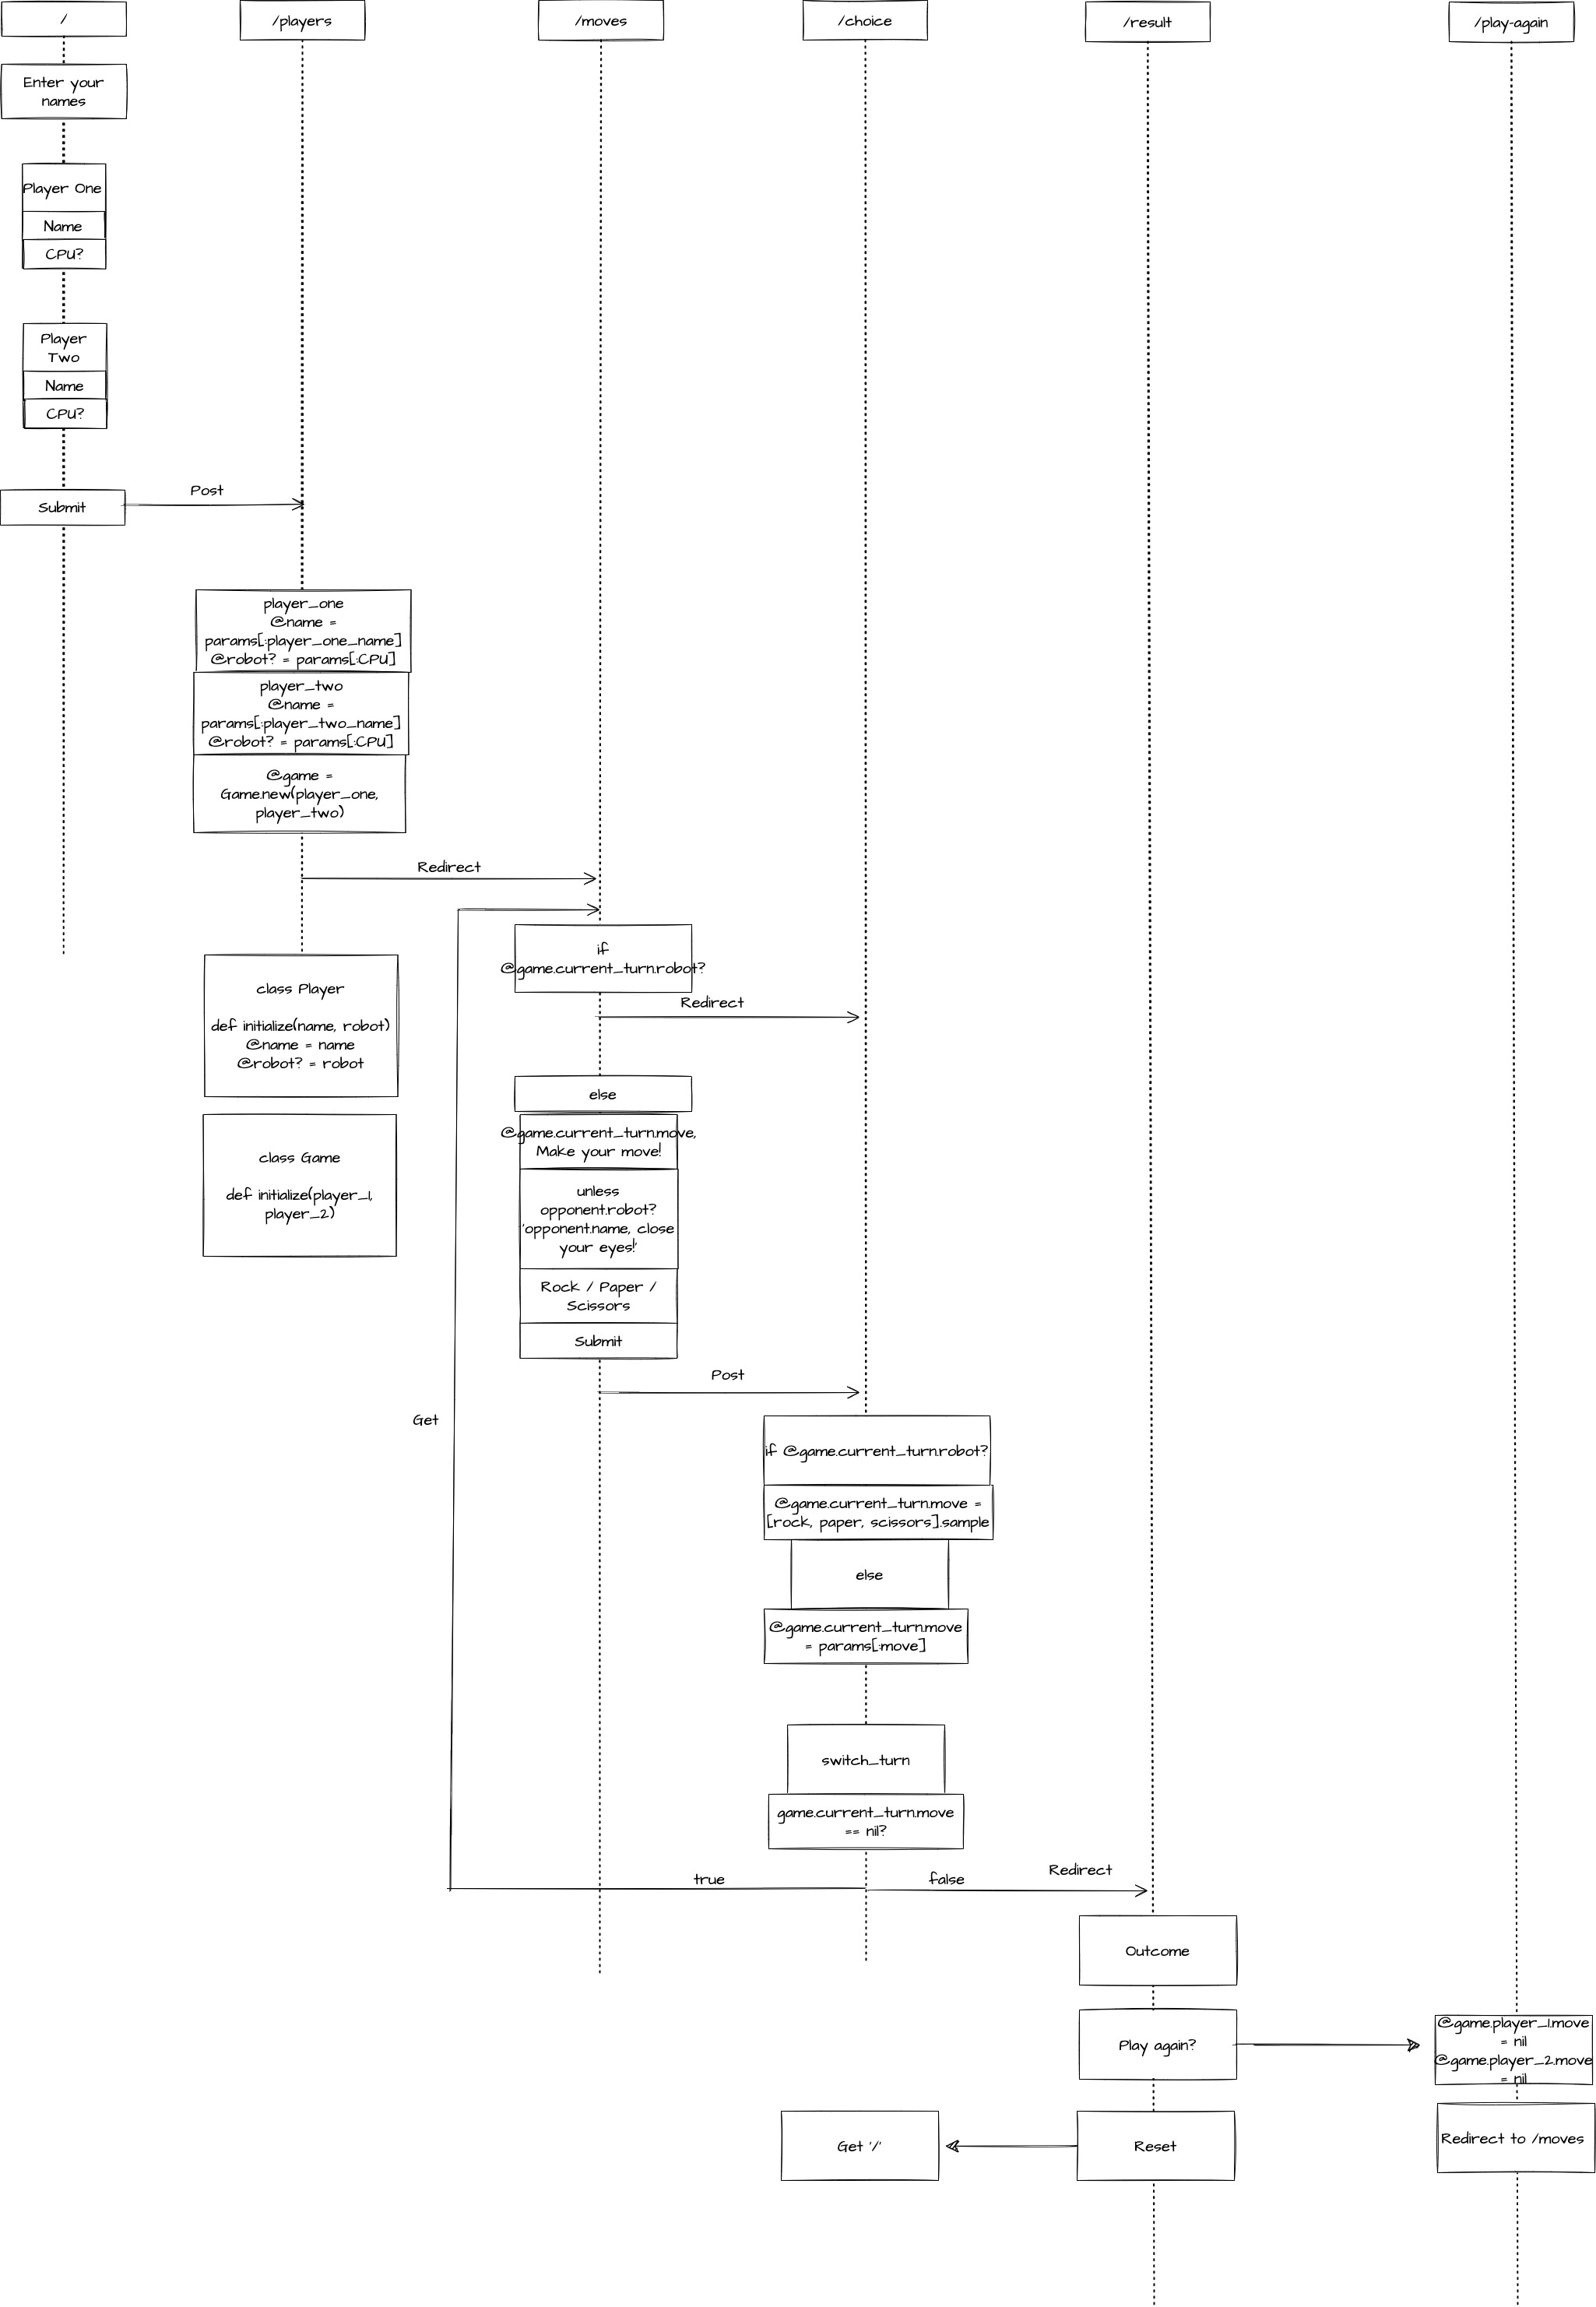 /
/players
/moves
/choice
/result
/play-again
Enter your
names
Player One
Name
CPU?
Player
Two
Name
CPU?
Submit
Post
player_one
@name =
params[:player_one_name]
@robot? = params[:CPU]
player_two
@name =
params[:player_two_name]
@robot? = params[:CPU]
@game =
Game.new(player_one,
player_two)
Redirect
if
@game.current_turn.robot?
Redirect
class Player
def initialize(name, robot)
@name = name
@robot? = robot
else
@game.current_turn.move,
Make your move!
class Game
def initialize(player_1,
player_2)
unless
opponent.robot?
'opponent.name, close
your eyes!'
Rock / Paper /
Scissors
Submit
Post
Get
if @game.current_turn.robot?
@game.current_turn.move =
[rock, paper, scissors].sample
else
@game.current_turn.move
= params[:move]
switch_turn
game.current_turn.move
== nil?
true
false
Redirect
Outcome
Play again?
@game.player_1.move
= nil
@game.player_2.move
= nil
Get '/'
Reset
Redirect to /moves